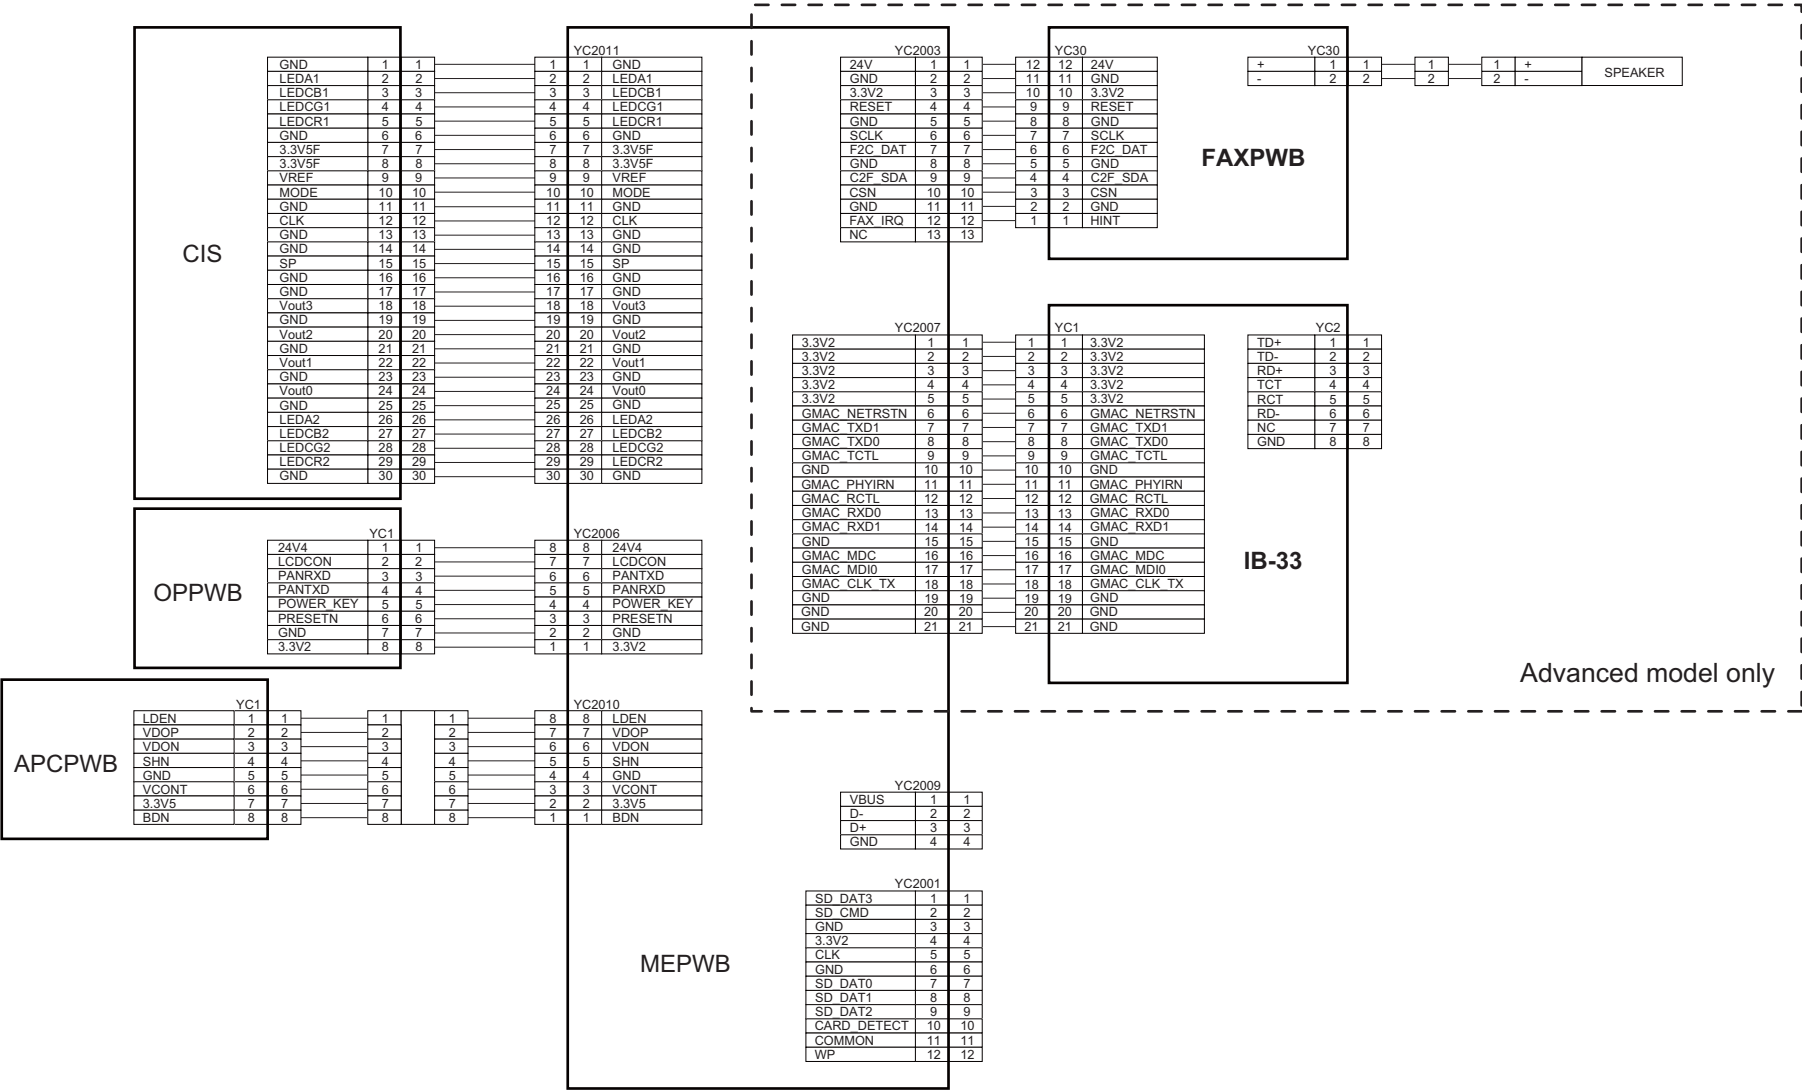 CIS
GND 1 1
LEDA1 2 2
LEDCB1 3 3
LEDCG1 4 4
LEDCR1 5 5
GND 6 6
3.3V5F 7 7
3.3V5F 8 8
VREF 9 9
MODE 10 10
GND 11 11
CLK 12 12
GND 13 13
GND 14 14
SP 15 15
GND 16 16
GND 17 17
Vout3 18 18
GND 19 19
Vout2 20 20
GND 21 21
Vout1 22 22
GND 23 23
Vout0 24 24
GND 25 25
LEDA2 26 26
LEDCB2 27 27
LEDCG2 28 28
LEDCR2 29 29
GND 30 30
YC2011
1 1 GND
2 2 LEDA1
3 3 LEDCB1
4 4 LEDCG1
5 5 LEDCR1
6 6 GND
7 7 3.3V5F
8 8 3.3V5F
9 9 VREF
10 10 MODE
11 11 GND
12 12 CLK
13 13 GND
14 14 GND
15 15 SP
16 16 GND
17 17 GND
18 18 Vout3
19 19 GND
20 20 Vout2
21 21 GND
22 22 Vout1
23 23 GND
24 24 Vout0
25 25 GND
26 26 LEDA2
27 27 LEDCB2
28 28 LEDCG2
29 29 LEDCR2
30 30 GND
OPPWB
YC1
24V4 1 1
LCDCON 2 2
PANRXD 3 3
PANTXD 4 4
POWER_KEY 5 5
PRESETN 6 6
GND 7 7
3.3V2 8 8
YC2006
8 8 24V4
7 7 LCDCON
6 6 PANTXD
5 5 PANRXD
4 4 POWER_KEY
3 3 PRESETN
2 2 GND
1 1 3.3V2
APCPWB
YC1
LDEN 1 1
VDOP 2 2
VDON 3 3
SHN 4 4
GND 5 5
VCONT 6 6
3.3V5 7 7
BDN 8 8
1 1
2 2
3 3
4 4
5 5
6 6
7 7
8 8
YC2010
8 8 LDEN
7 7 VDOP
6 6 VDON
5 5 SHN
4 4 GND
3 3 VCONT
2 2 3.3V5
1 1 BDN
MEPWB
YC2003
24V 1 1
GND 2 2
3.3V2 3 3
RESET 4 4
GND 5 5
SCLK 6 6
F2C_DAT 7 7
GND 8 8
C2F_SDA 9 9
CSN 10 10
GND 11 11
FAX_IRQ 12 12
NC 13 13
YC30
12 12 24V
11 11 GND
10 10 3.3V2
9 9 RESET
8 8 GND
7 7 SCLK
6 6 F2C_DAT
5 5 GND
4 4 C2F_SDA
3 3 CSN
2 2 GND
1 1 HINT
FAXPWB
YC30
+ 1 1
- 2 2
1
2
1 +
2 -
SPEAKER
YC2007
3.3V2 1 1
3.3V2 2 2
3.3V2 3 3
3.3V2 4 4
3.3V2 5 5
GMAC_NETRSTN 6 6
GMAC_TXD1 7 7
GMAC_TXD0 8 8
GMAC_TCTL 9 9
GND 10 10
GMAC_PHYIRN 11 11
GMAC_RCTL 12 12
GMAC_RXD0 13 13
GMAC_RXD1 14 14
GND 15 15
GMAC_MDC 16 16
GMAC_MDI0 17 17
GMAC_CLK_TX 18 18
GND 19 19
GND 20 20
GND 21 21
YC1
1 1 3.3V2
2 2 3.3V2
3 3 3.3V2
4 4 3.3V2
5 5 3.3V2
6 6 GMAC_NETRSTN
7 7 GMAC_TXD1
8 8 GMAC_TXD0
9 9 GMAC_TCTL
10 10 GND
11 11 GMAC_PHYIRN
12 12 GMAC_RCTL
13 13 GMAC_RXD0
14 14 GMAC_RXD1
15 15 GND
16 16 GMAC_MDC
17 17 GMAC_MDI0
18 18 GMAC_CLK_TX
19 19 GND
20 20 GND
21 21 GND
IB-33
YC2
TD+ 1 1
TD- 2 2
RD+ 3 3
TCT 4 4
RCT 5 5
RD- 6 6
NC 7 7
GND 8 8
Advanced model only
YC2009
VBUS 1 1
D- 2 2
D+ 3 3
GND 4 4
YC2001
SD_DAT3 1 1
SD_CMD 2 2
GND 3 3
3.3V2 4 4
CLK 5 5
GND 6 6
SD_DAT0 7 7
SD_DAT1 8 8
SD_DAT2 9 9
CARD_DETECT 10 10
COMMON 11 11
WP 12 12